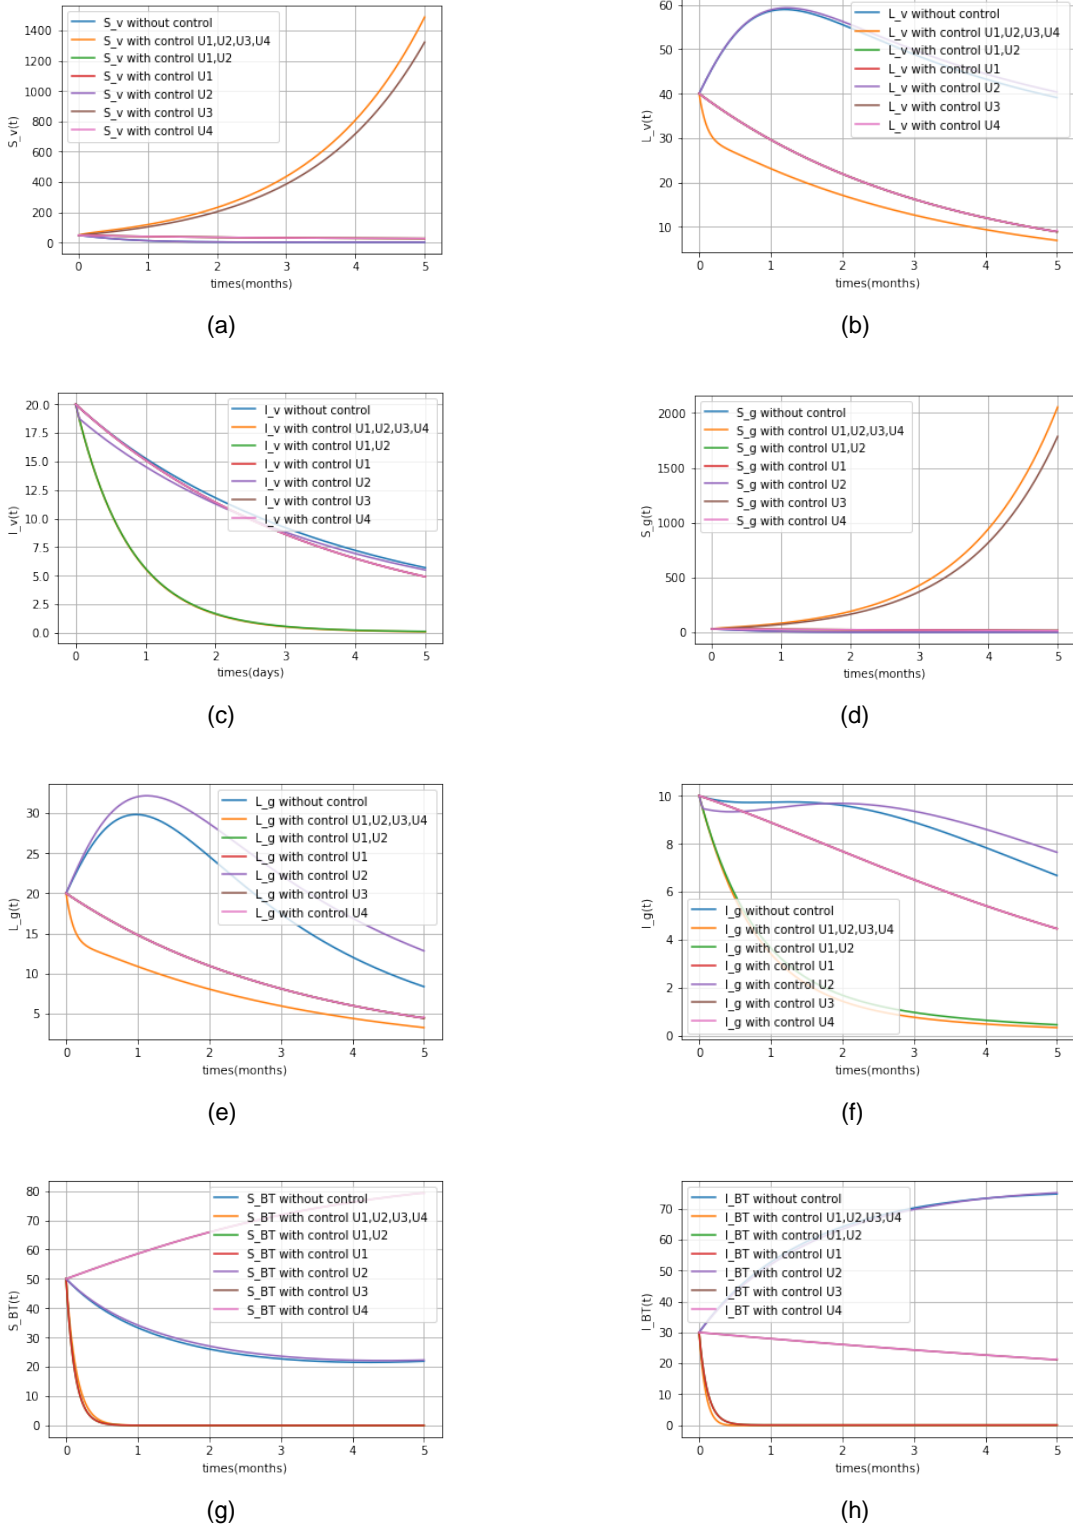 1400
1200
1000
800
600
400
200
0
S_v(t)
S_v without control
S_v with control U1,U2,U3,U4
S_v with control U1,U2
S_v with control U1
S_v with control U2
S_v with control U3
S_v with control U4
0 1 2 3 4 5
times(months)
(a)
60
50
40
30
20
10
L_v(t)
L_v without control
L_v with control U1,U2,U3,U4
L_v with control U1,U2
L_v with control U1
L_v with control U2
L_v with control U3
L_v with control U4
0 1 2 3 4 5
times(months)
(b)
20.0
17.5
15.0
12.5
10.0
7.5
5.0
2.5
0.0
I_v(t)
I_v without control
I_v with control U1,U2,U3,U4
I_v with control U1,U2
I_v with control U1
I_v with control U2
I_v with control U3
I_v with control U4
0 1 2 3 4 5
times(days)
(c)
2000
1500
1000
500
0
S_g(t)
S_g without control
S_g with control U1,U2,U3,U4
S_g with control U1,U2
S_g with control U1
S_g with control U2
S_g with control U3
S_g with control U4
0 1 2 3 4 5
times(months)
(d)
30
25
20
15
10
5
L_g(t)
L_g without control
L_g with control U1,U2,U3,U4
L_g with control U1,U2
L_g with control U1
L_g with control U2
L_g with control U3
L_g with control U4
0 1 2 3 4 5
times(months)
(e)
10
8
6
4
2
0
I_g(t)
I_g without control
I_g with control U1,U2,U3,U4
I_g with control U1,U2
I_g with control U1
I_g with control U2
I_g with control U3
I_g with control U4
0 1 2 3 4 5
times(months)
(f)
80
70
60
50
40
30
20
10
0
S_BT(t)
S_BT without control
S_BT with control U1,U2,U3,U4
S_BT with control U1,U2
S_BT with control U1
S_BT with control U2
S_BT with control U3
S_BT with control U4
0 1 2 3 4 5
times(months)
(g)
70
60
50
40
30
20
10
0
I_BT(t)
I_BT without control
I_BT with control U1,U2,U3,U4
I_BT with control U1,U2
I_BT with control U1
I_BT with control U2
I_BT with control U3
I_BT with control U4
0 1 2 3 4 5
times(months)
(h)